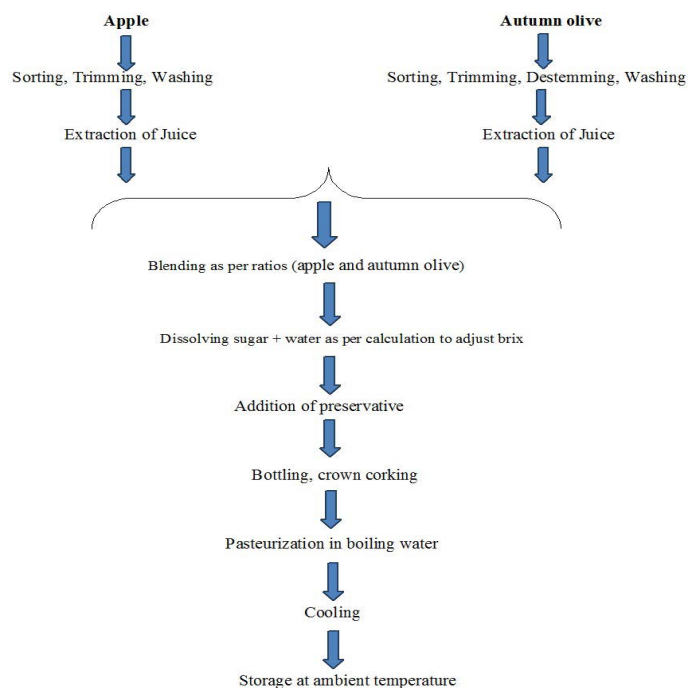 Apple
Autumn olive
Sorting, Trimming, Washing
Sorting, Trimming, Destemming, Washing
Extraction of Juice
Extraction of Juice
Blending as per ratios (apple and autumn olive)
Dissolving sugar + water as per calculation to adjust brix
Addition of preservative
Bottling, crown corking
Pasteurization in boiling water
Cooling
Storage at ambient temperature